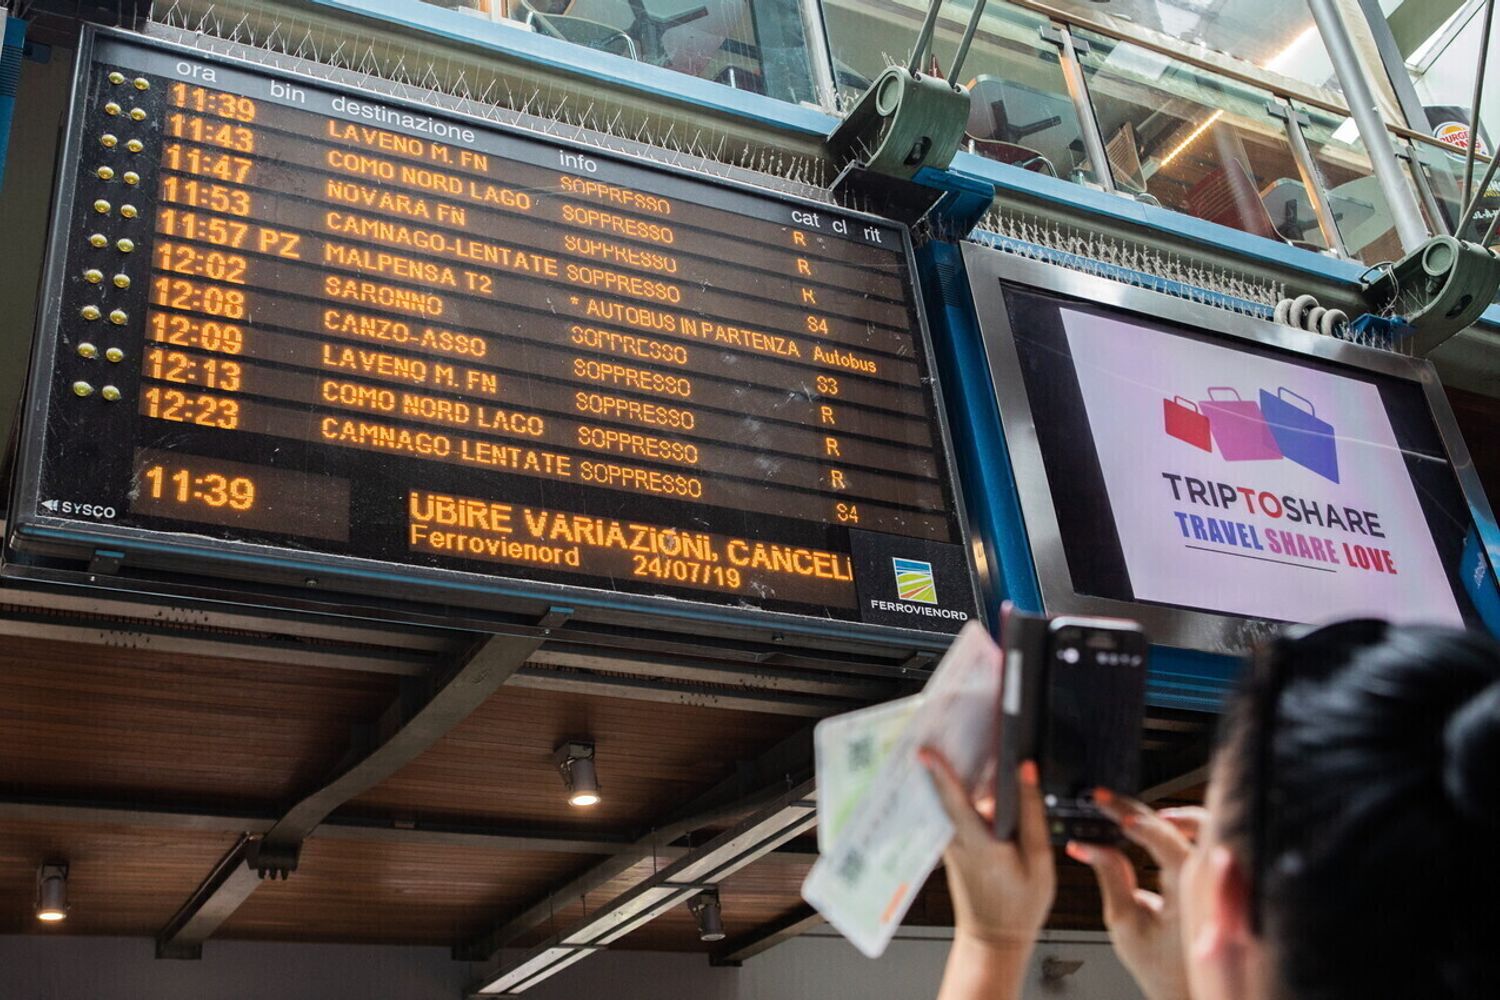 ora bin destinazione info cat cl rit
11:39 LAVENO M. FN SOPPRESSO R
11:43 COMO NORD LAGO SOPPRESSO R
11:47 NOVARA FN SOPPRESSO R
11:53 CAMNAGO-LENTATE SOPPRESSO S4
11:57 PZ MALPENSA T2 * AUTOBUS IN PARTENZA Autobus
12:02 SARONNO SOPPRESSO S3
12:08 CANZO-ASSO SOPPRESSO R
12:09 LAVENO M. FN SOPPRESSO R
12:13 COMO NORD LAGO SOPPRESSO R
12:23 CAMNAGO-LENTATE SOPPRESSO S4
SYSCO
11:39
UBIRE VARIAZIONI, CANCEL
Ferrovienord 24/07/19
FERROVIENORD
TRIPTOSHARE
TRAVEL SHARE LOVE
BURGER
KING